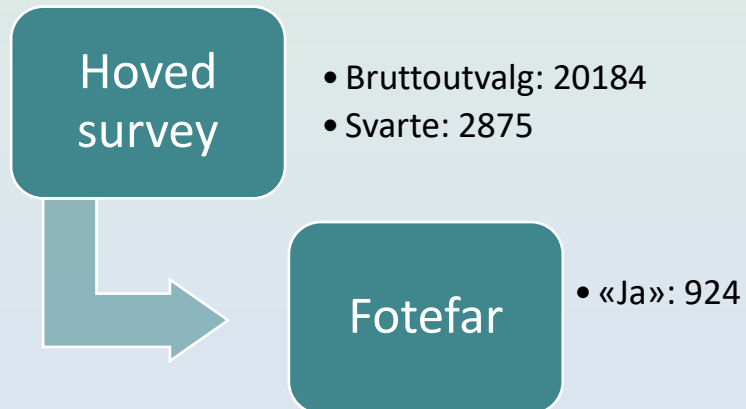 Hoved
survey
• Bruttoutvalg: 20184
• Svarte: 2875
Fotefar
• «Ja»: 924